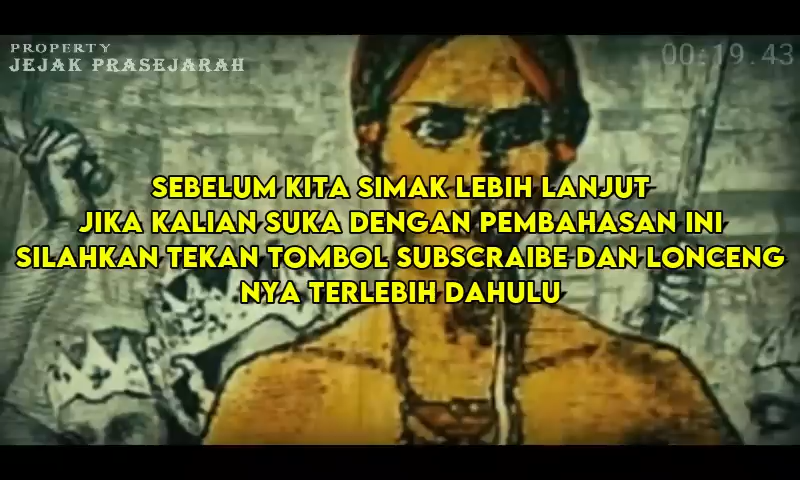 PROPERTY
JEJAK PRASEJARAH
00:19.43
SEBELUM KITA SIMAK LEBIH LANJUT
JIKA KALIAN SUKA DENGAN PEMBAHASAN INI
SILAHKAN TEKAN TOMBOL SUBSCRAIBE DAN LONCENG
NYA TERLEBIH DAHULU